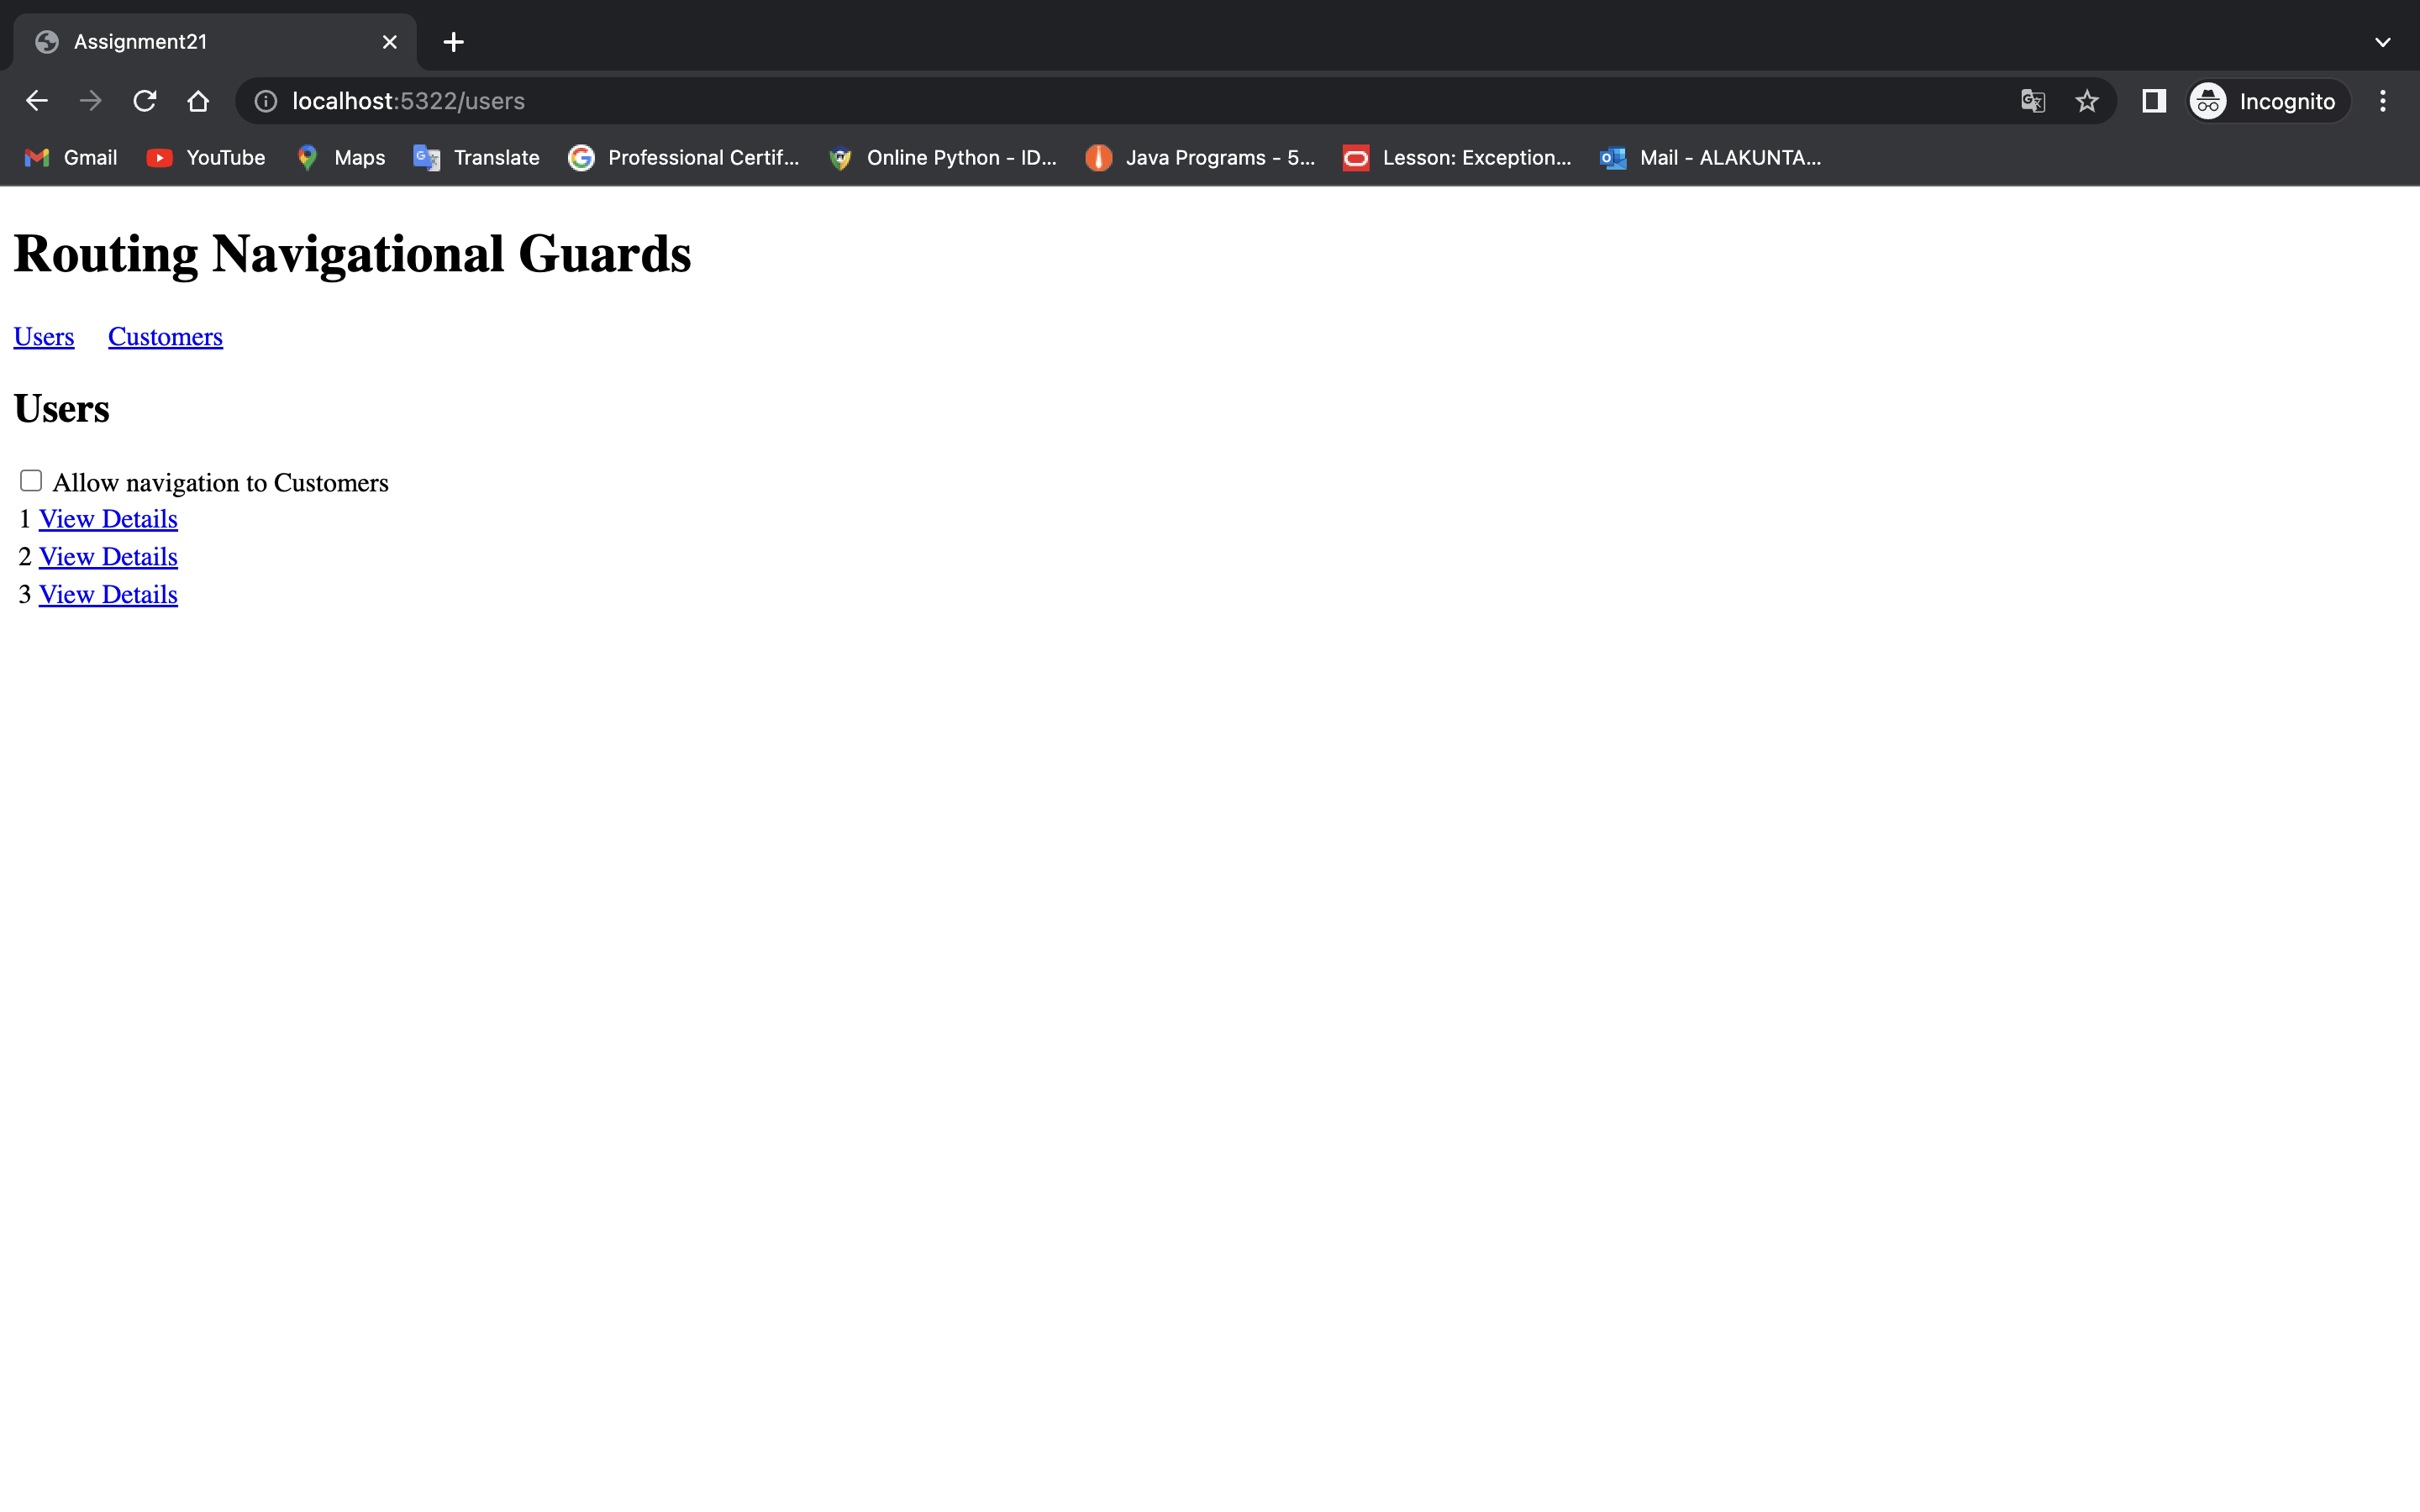 Assignment21
localhost:5322/users
Incognito
Gmail YouTube Maps Translate Professional Certif... Online Python - ID... Java Programs - 5... Lesson: Exception... Mail - ALAKUNTA...
Routing Navigational Guards
Users Customers
Users
Allow navigation to Customers
1 View Details
2 View Details
3 View Details